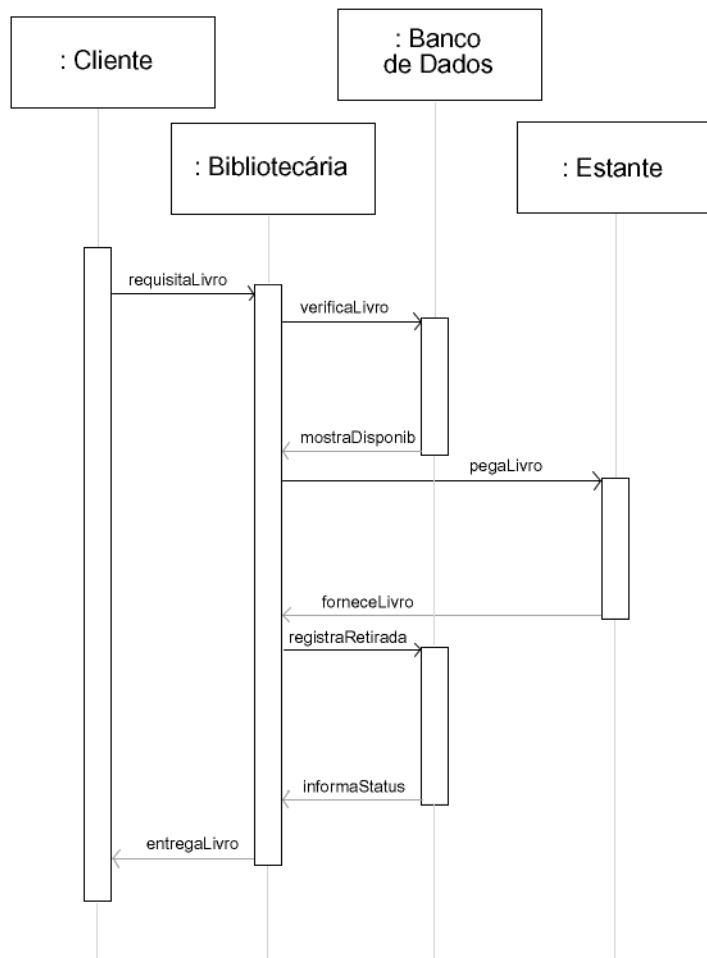 : Cliente
: Banco
de Dados
: Bibliotecária
: Estante
requisitaLivro
verificaLivro
mostraDisponib
pegaLivro
forneceLivro
registraRetirada
informaStatus
entregaLivro